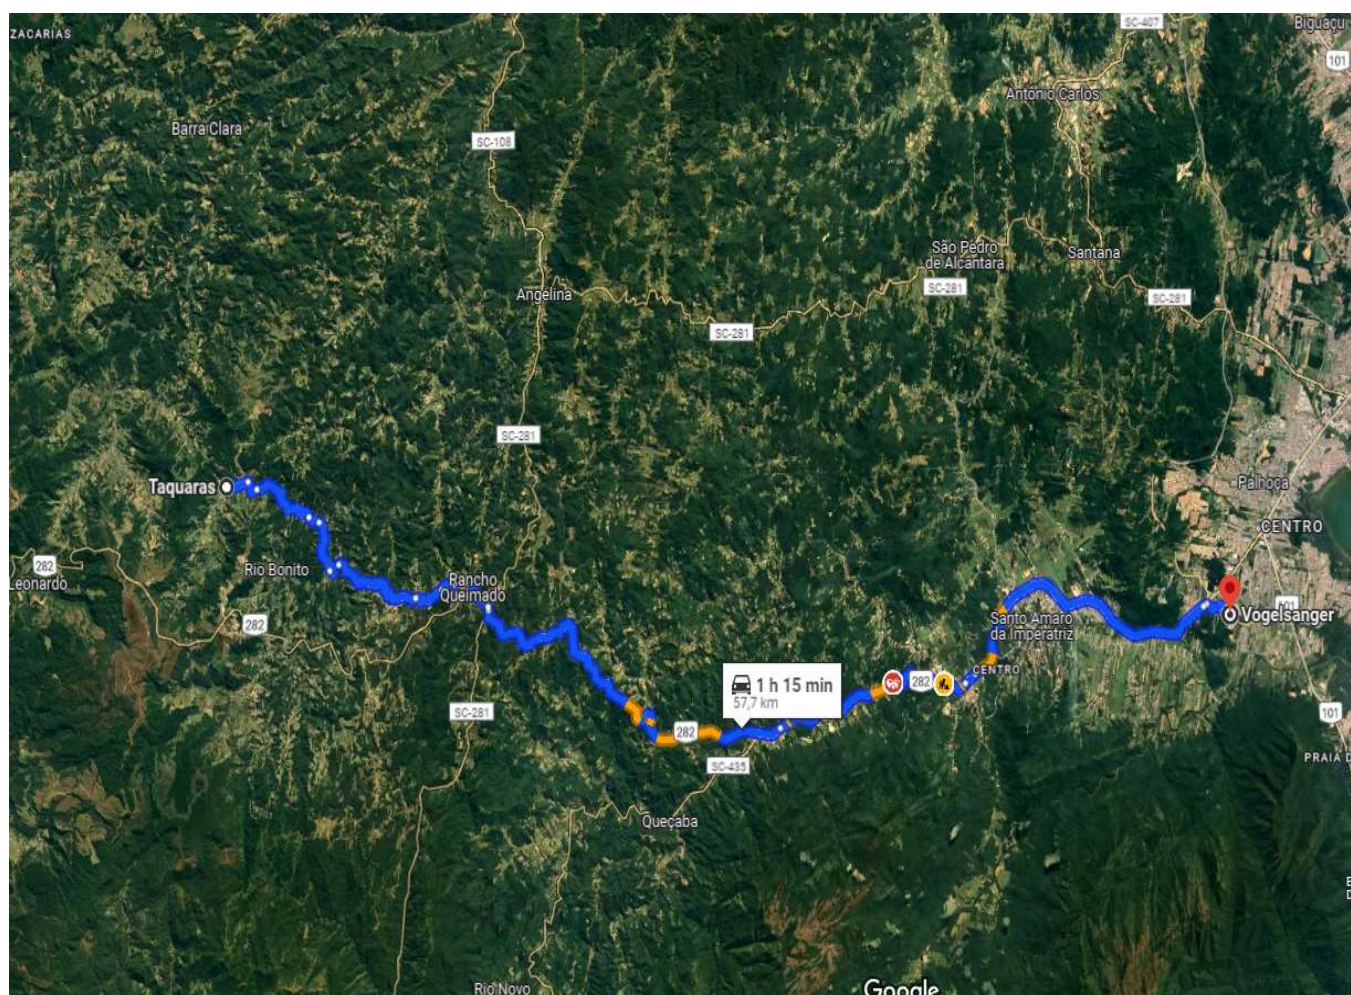 ZACARIAS
SC-407
Biguaçu
101
Antônio Carlos
Barra Clara
SC-108
São Pedro
de Alcântara
Santana
SC-281
SC-281
Angelina
SC-281
SC-281
Taquaras
Palhoça
CENTRO
282
Leonardo
Rio Bonito
Rancho
Queimado
282
Santo Amaro
da Imperatriz
101
Vogelsanger
CENTRO
1 h 15 min
57,7 km
282
SC-281
101
282
PRAIA D
SC-435
Queçaba
Rio Novo
Google